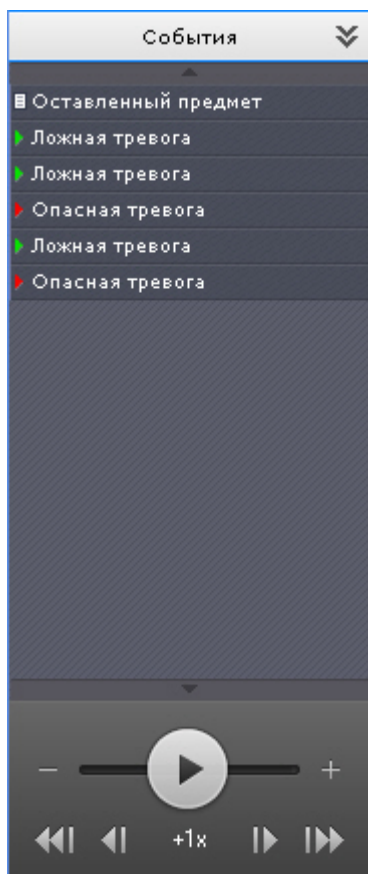 События
Оставленный предмет
Ложная тревога
Ложная тревога
Опасная тревога
Ложная тревога
Опасная тревога
− +
+1x